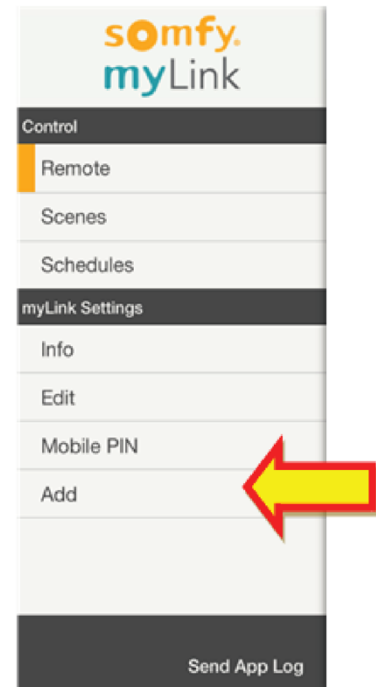 somfy.
myLink
Control
Remote
Scenes
Schedules
myLink Settings
Info
Edit
Mobile PIN
Add
Send App Log